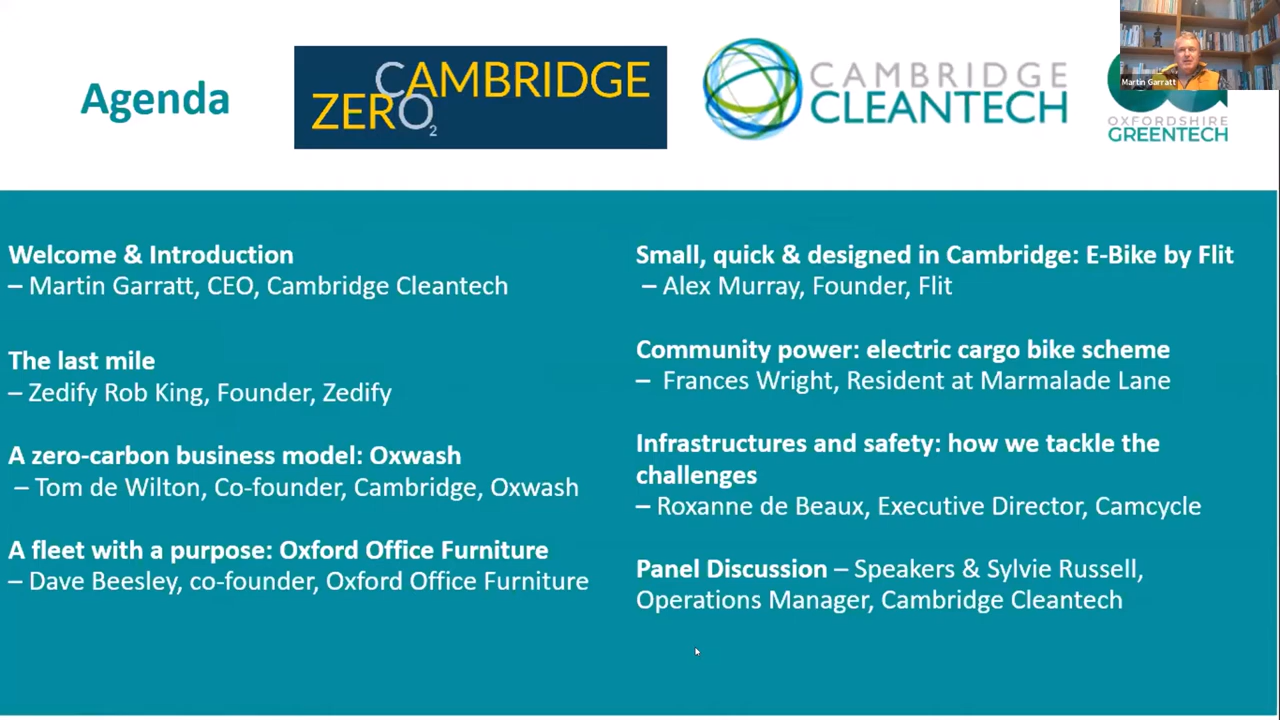 Agenda
CAMBRIDGE
ZERO2
CAMBRIDGE
CLEANTECH
OXFORDSHIRE
GREENTECH
Martin Garratt
Welcome & Introduction
– Martin Garratt, CEO, Cambridge Cleantech
The last mile
– Zedify Rob King, Founder, Zedify
A zero-carbon business model: Oxwash
– Tom de Wilton, Co-founder, Cambridge, Oxwash
A fleet with a purpose: Oxford Office Furniture
– Dave Beesley, co-founder, Oxford Office Furniture
Small, quick & designed in Cambridge: E-Bike by Flit
– Alex Murray, Founder, Flit
Community power: electric cargo bike scheme
– Frances Wright, Resident at Marmalade Lane
Infrastructures and safety: how we tackle the
challenges
– Roxanne de Beaux, Executive Director, Camcycle
Panel Discussion – Speakers & Sylvie Russell,
Operations Manager, Cambridge Cleantech